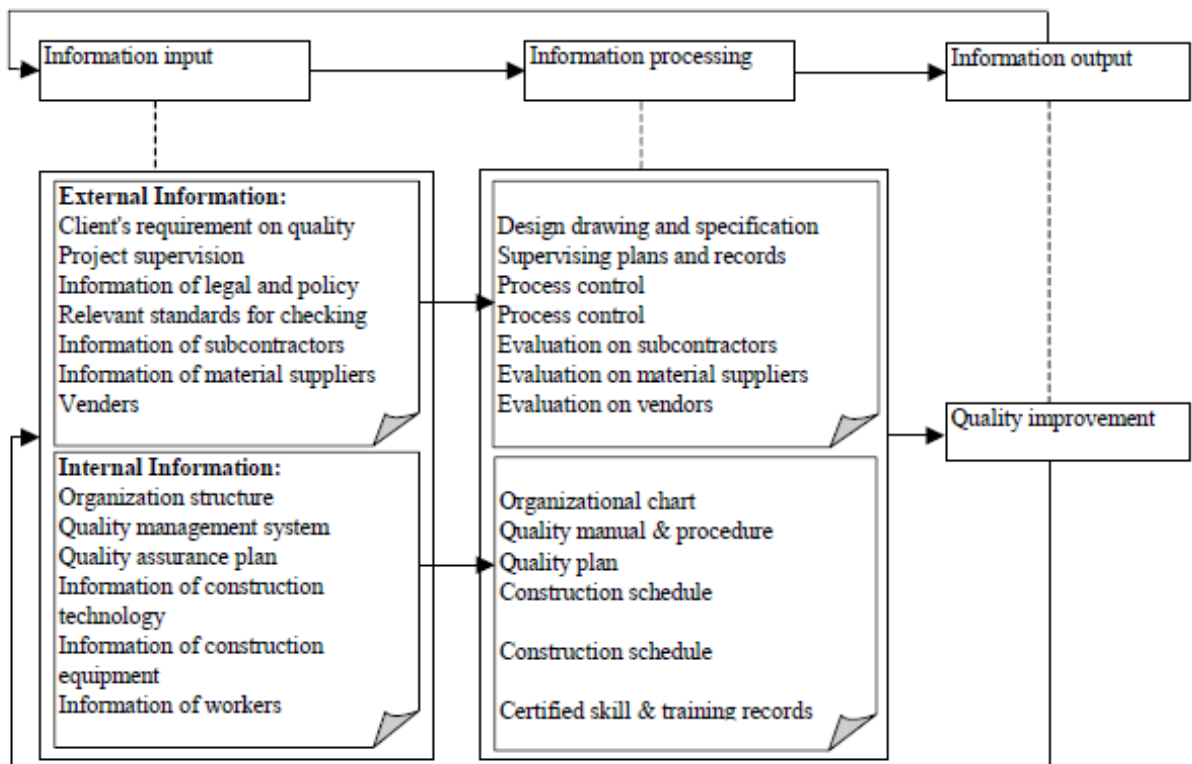 Information input
Information processing
Information output
External Information:
Client's requirement on quality
Project supervision
Information of legal and policy
Relevant standards for checking
Information of subcontractors
Information of material suppliers
Venders
Design drawing and specification
Supervising plans and records
Process control
Process control
Evaluation on subcontractors
Evaluation on material suppliers
Evaluation on vendors
Quality improvement
Internal Information:
Organization structure
Quality management system
Quality assurance plan
Information of construction
technology
Information of construction
equipment
Information of workers
Organizational chart
Quality manual & procedure
Quality plan
Construction schedule
Construction schedule
Certified skill & training records